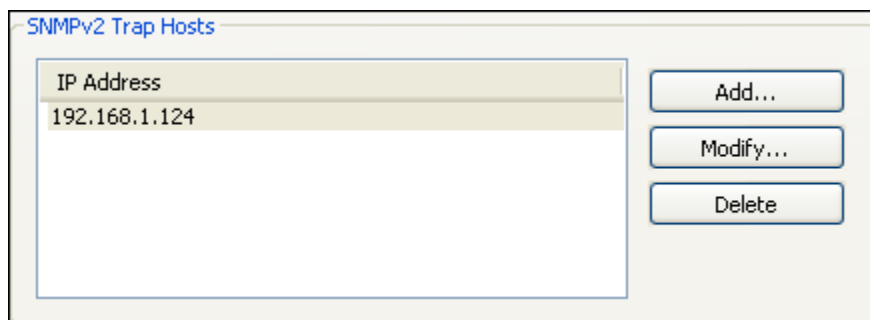 SNMPv2 Trap Hosts
IP Address
192.168.1.124
Add...
Modify...
Delete